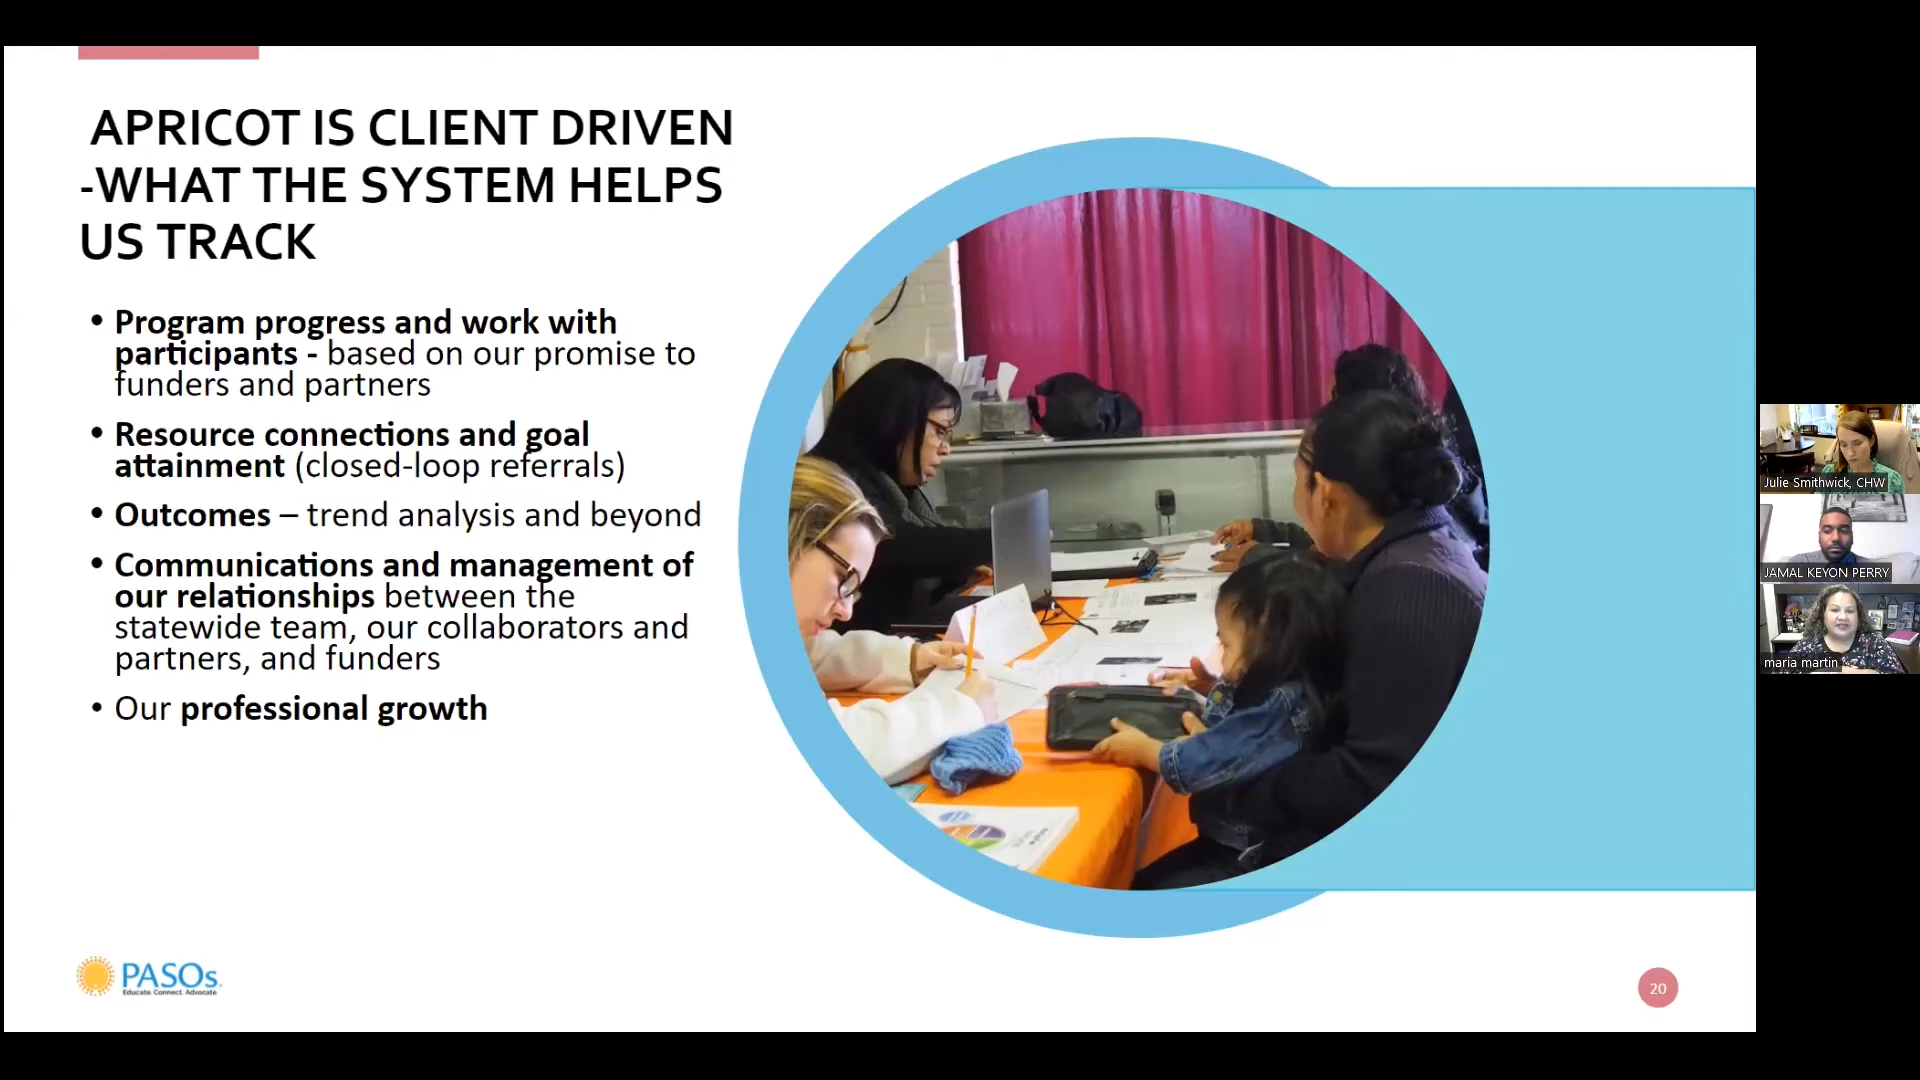 APRICOT IS CLIENT DRIVEN
-WHAT THE SYSTEM HELPS
US TRACK
• Program progress and work with
participants - based on our promise to
funders and partners
• Resource connections and goal
attainment (closed-loop referrals)
• Outcomes – trend analysis and beyond
• Communications and management of
our relationships between the
statewide team, our collaborators and
partners, and funders
• Our professional growth
PASOs
Educate. Connect. Advocate.
20
Julie Smithwick, CHW
JAMAL KEYON PERRY
maria martin